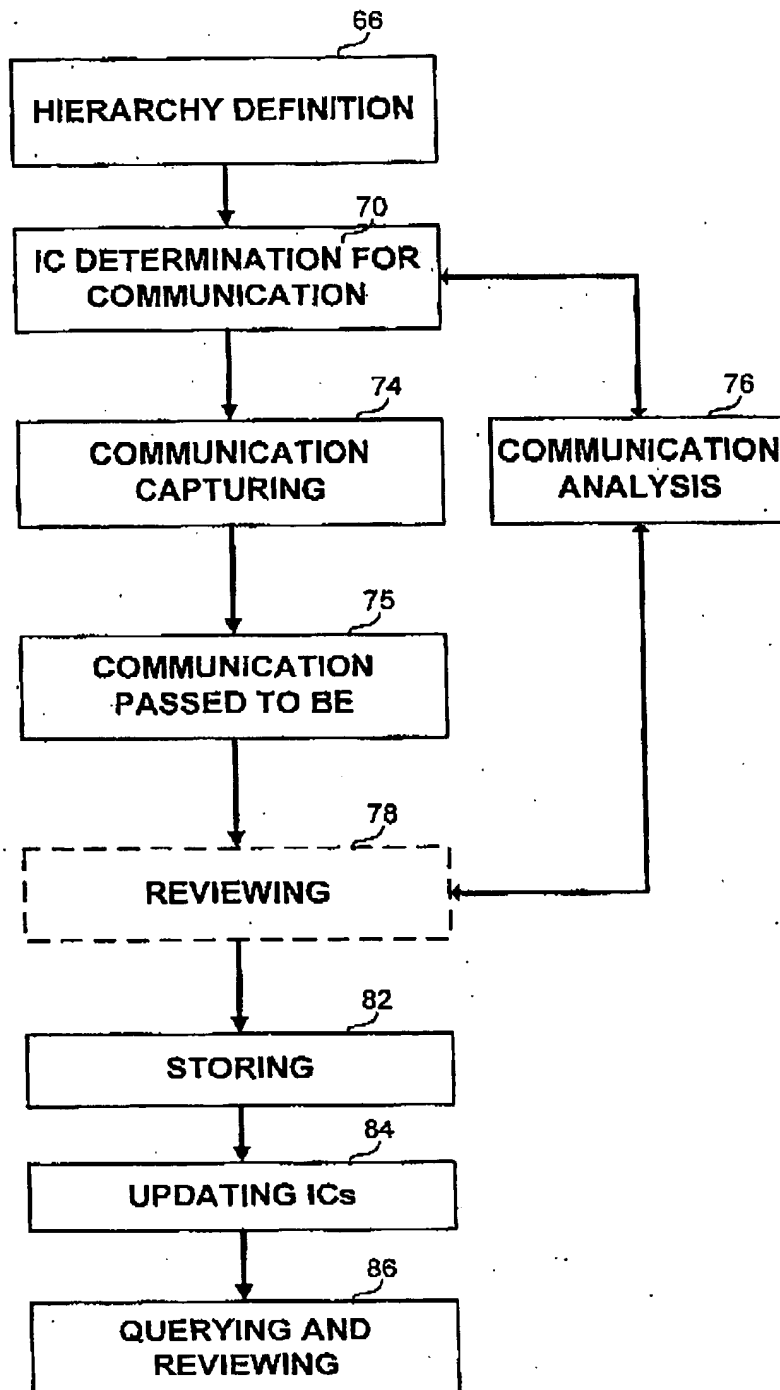 66
HIERARCHY DEFINITION
70
IC DETERMINATION FOR
COMMUNICATION
74
COMMUNICATION
CAPTURING
76
COMMUNICATION
ANALYSIS
75
COMMUNICATION
PASSED TO BE
78
REVIEWING
82
STORING
84
UPDATING ICs
86
QUERYING AND
REVIEWING